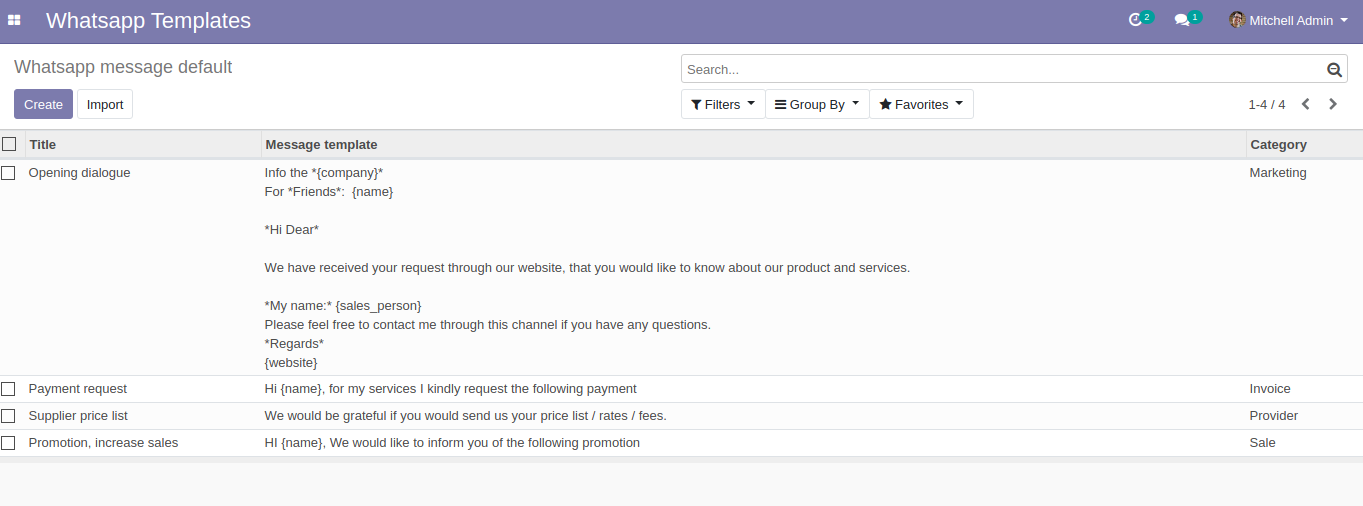 Whatsapp Templates
2
1
Mitchell Admin
Whatsapp message default
Search...
Create
Import
Filters
Group By
Favorites
1-4 / 4
Title
Message template
Category
Opening dialogue
Info the *{company}*
Marketing
For *Friends*:  {name}
*Hi Dear*
We have received your request through our website, that you would like to know about our product and services.
*My name:* {sales_person}
Please feel free to contact me through this channel if you have any questions.
*Regards*
{website}
Payment request
Hi {name}, for my services I kindly request the following payment
Invoice
Supplier price list
We would be grateful if you would send us your price list / rates / fees.
Provider
Promotion, increase sales
HI {name}, We would like to inform you of the following promotion
Sale